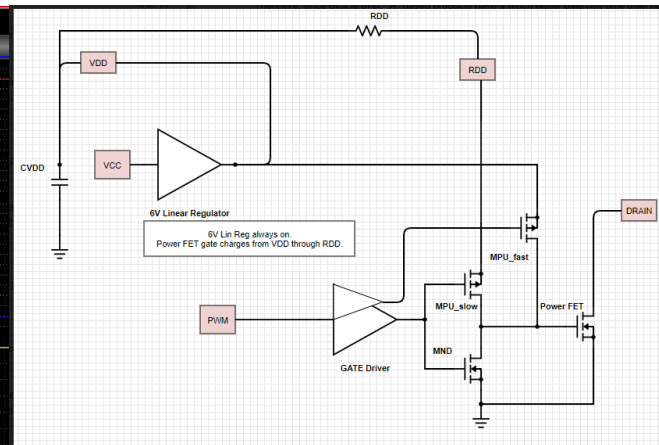 RDD
VDD
RDD
CVDD
VCC
6V Linear Regulator
6V Lin Reg always on.
Power FET gate charges from VDD through RDD.
DRAIN
MPU_fast
MPU_slow
Power FET
PWM
MND
GATE Driver